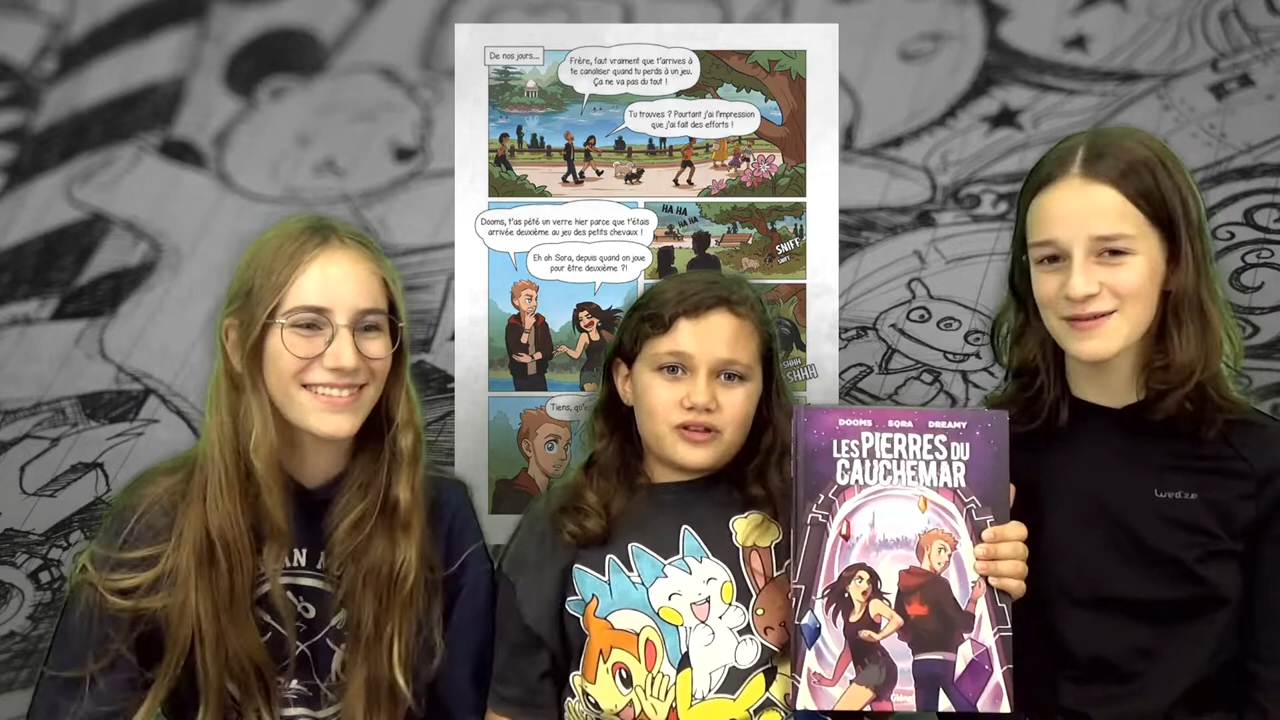 De nos jours...
Frère, faut vraiment que t'arrives à
te canaliser quand tu perds à un jeu.
Ça ne va pas du tout !
Tu trouves ? Pourtant j'ai l'impression
que j'ai fait des efforts !
Dooms, t'as pété un verre hier parce que t'étais
arrivée deuxième au jeu des petits chevaux !
Eh oh Sora, depuis quand on joue
pour être deuxième ?!
HA HA
HA HA
SNIFF
SNIFF
SHHH
SHHH
Tiens,
DOOMS SORA DREAMY
LES PIERRES DU
CAUCHEMAR
Glénat
wedze